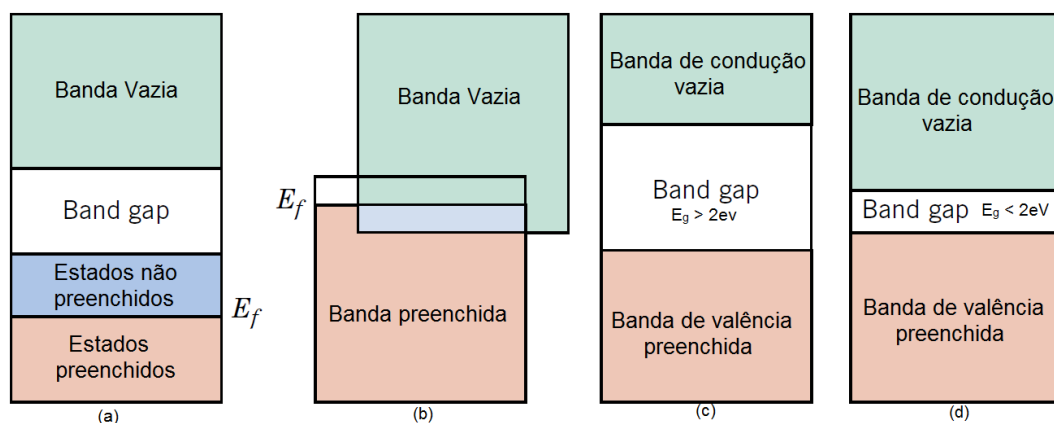 Banda Vazia
Band gap
Estados não
preenchidos
E_f
Estados
preenchidos
(a)
Banda Vazia
E_f
Banda preenchida
(b)
Banda de condução
vazia
Band gap
E_g > 2ev
Banda de valência
preenchida
(c)
Banda de condução
vazia
Band gap E_g < 2eV
Banda de valência
preenchida
(d)